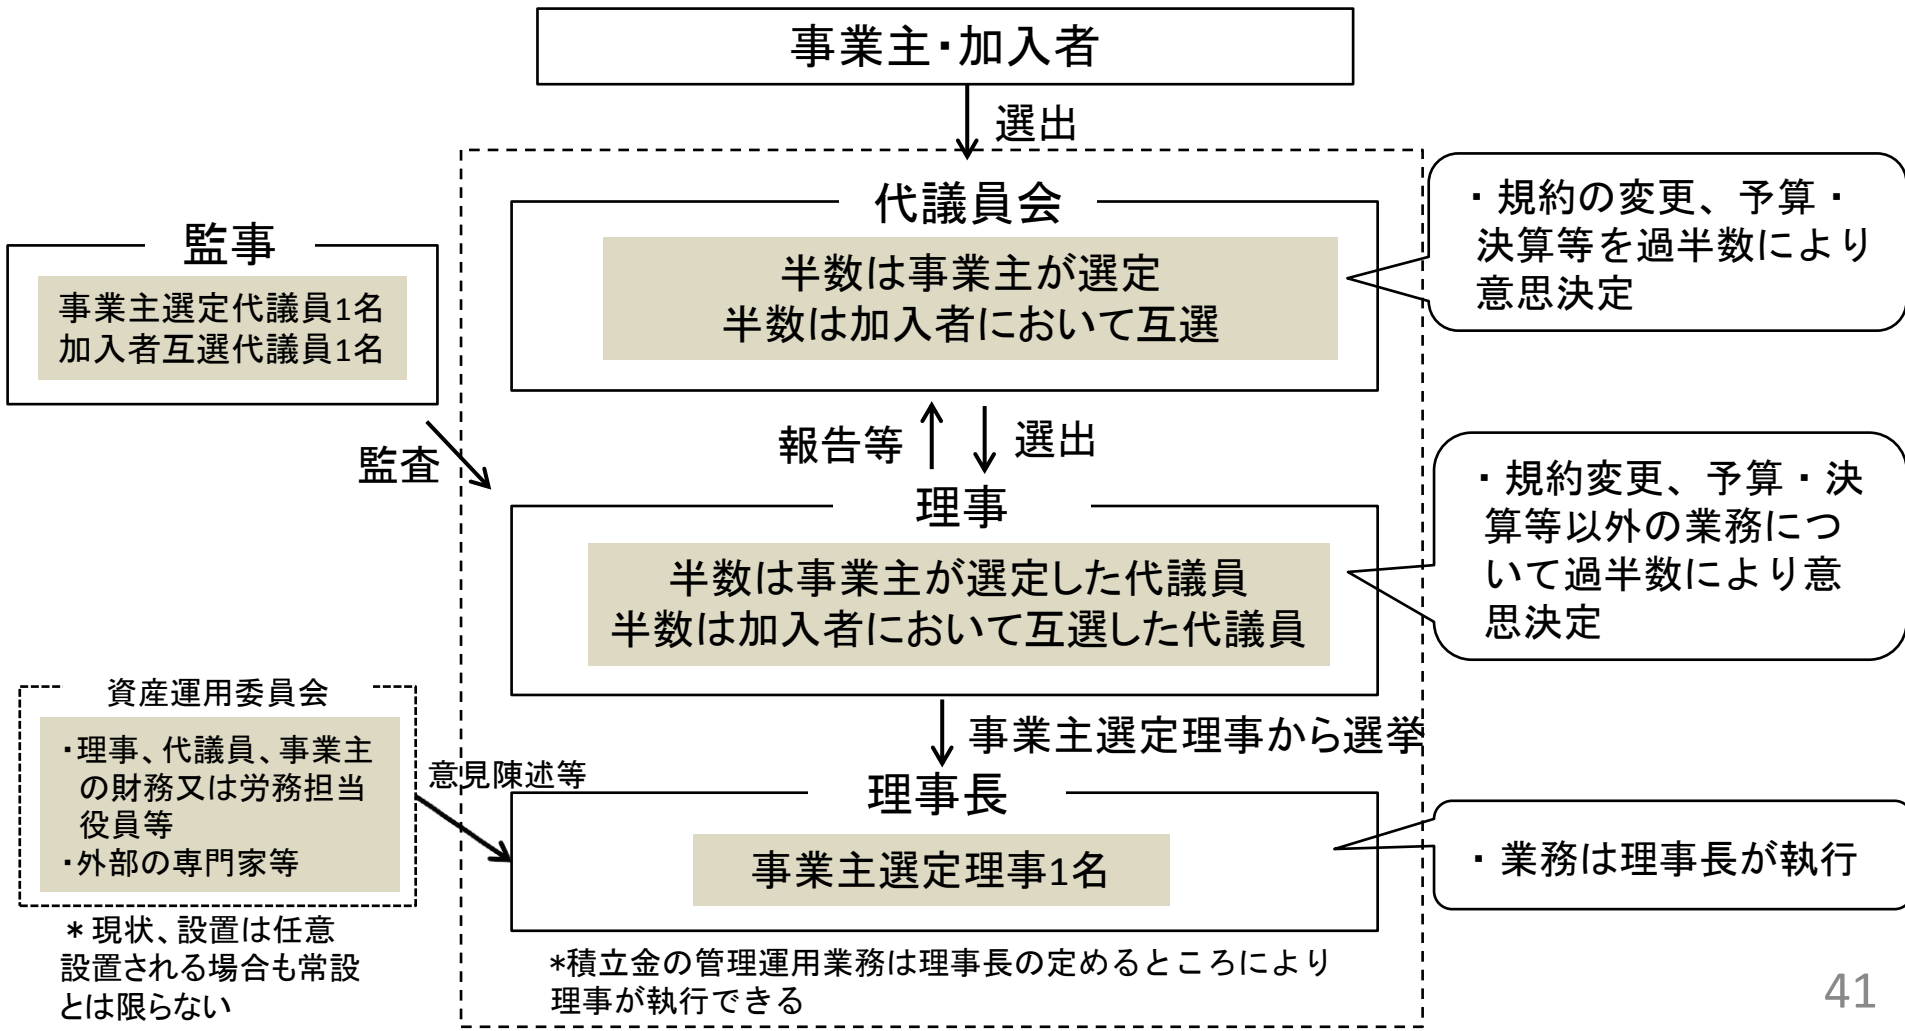 事業主・加入者
選出
代議員会
半数は事業主が選定
半数は加入者において互選
・規約の変更、予算・
決算等を過半数により
意思決定
監事
事業主選定代議員1名
加入者互選代議員1名
監査
報告等
選出
理事
半数は事業主が選定した代議員
半数は加入者において互選した代議員
・規約変更、予算・決
算等以外の業務につ
いて過半数により意
思決定
資産運用委員会
・理事、代議員、事業主
の財務又は労務担当
役員等
・外部の専門家等
＊現状、設置は任意
設置される場合も常設
とは限らない
意見陳述等
事業主選定理事から選挙
理事長
事業主選定理事1名
・業務は理事長が執行
*積立金の管理運用業務は理事長の定めるところにより
理事が執行できる
41